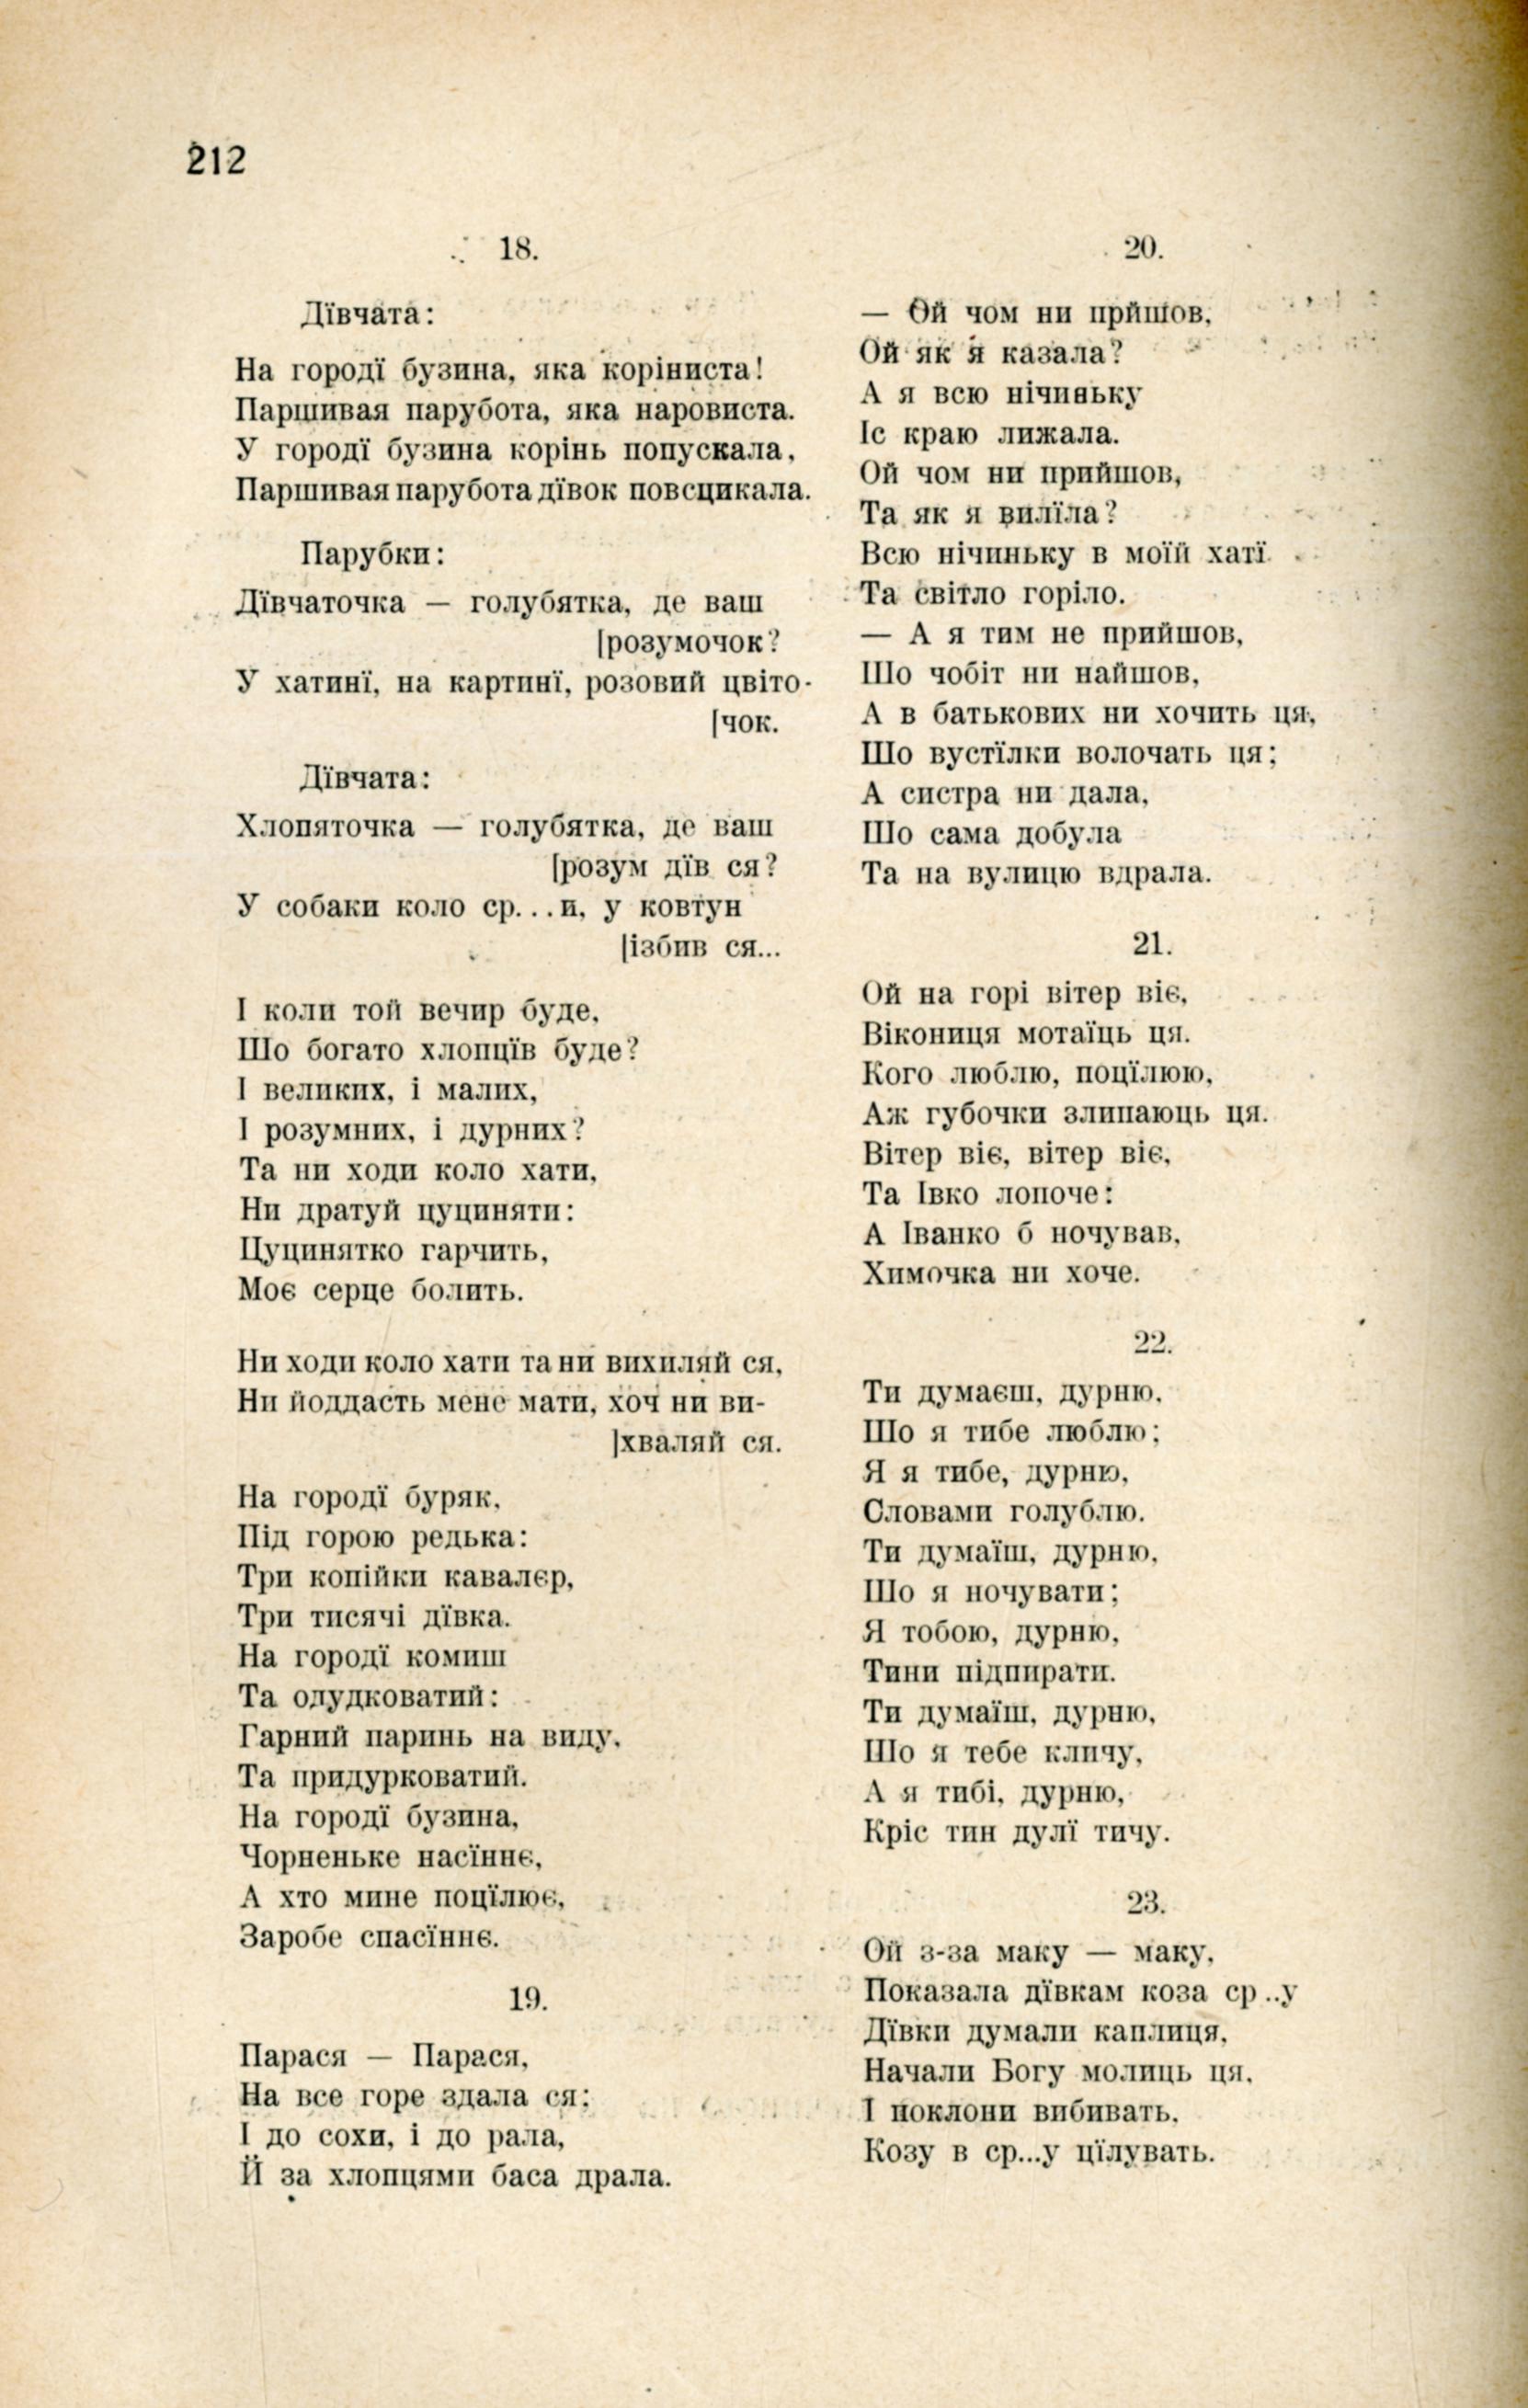 212
18.
Дївчата:
На городї бузина, яка корінниста!
Паршивая парубота, яка наровиста.
У городї бузина корінь попускала,
Паршивая парубота дївок повсцикала.
Парубки:
Дївчаточка — голубятка, де ваш
[розумочок?
У хатинї, на картинї, розовий цвіто-
[чок.
Дївчата:
Хлопяточка — голубятка, де ваш
[розум дїв ся?
У собаки коло ср...и, у ковтун
[ізбив ся...
І коли той вечир буде,
Шо богато хлопцїв буде?
І великих, і малих,
І розумних, і дурних?
Та ни ходи коло хати,
Ни дратуй цуциняти:
Цуцинятко гарчить,
Моє серце болить.
Ни ходи коло хати та ни вихиляй ся,
Ни йоддасть мене мати, хоч ни ви-
[хваляй ся.
На городї буряк,
Під горою редька:
Три копійки кавалєр,
Три тисячі дївка.
На городї комиш
Та олудковатий:
Гарний паринь на виду,
Та придурковатий.
На городї бузина,
Чорненьке насїннє,
А хто мине поцїлює,
Заробе спасїннє.
19.
Парася — Парася,
На все горе здала ся;
І до сохи, і до рала,
Й за хлопцями баса драла.
20.
— Ой чом ни прйшов,
Ой як я казала?
А я всю нічиньку
Іс краю лижала.
Ой чом ни прийшов,
Та як я вилїла?
Всю нічиньку в моїй хатї
Та світло горіло.
— А я тим не прийшов,
Шо чобіт ни найшов,
А в батькових ни хочить ця,
Шо вустілки волочать ця;
А систра ни дала,
Шо сама добула
Та на вулицю вдрала.
21.
Ой на горі вітер віє,
Вікониця мотаїць ця.
Кого люблю, поцїлюю,
Аж губочки злипаюць ця.
Вітер віє, вітер віє,
Та Івко лопоче:
А Іванко б ночував,
Химочка ни хоче.
22.
Ти думаєш, дурню,
Шо я тибе люблю;
Я я тибе, дурню,
Словами голублю.
Ти думаїш, дурню,
Шо я ночувати;
Я тобою, дурню,
Тини підпирати.
Ти думаїш, дурню,
Шо я тебе кличу,
А я тибі, дурню,
Кріс тин дулї тичу.
23.
Ой з-за маку — маку,
Показала дївкам коза ср..у
Дївки думали каплиця,
Начали Богу молиць ця,
І поклони вибивать,
Козу в ср...у цїлувать.